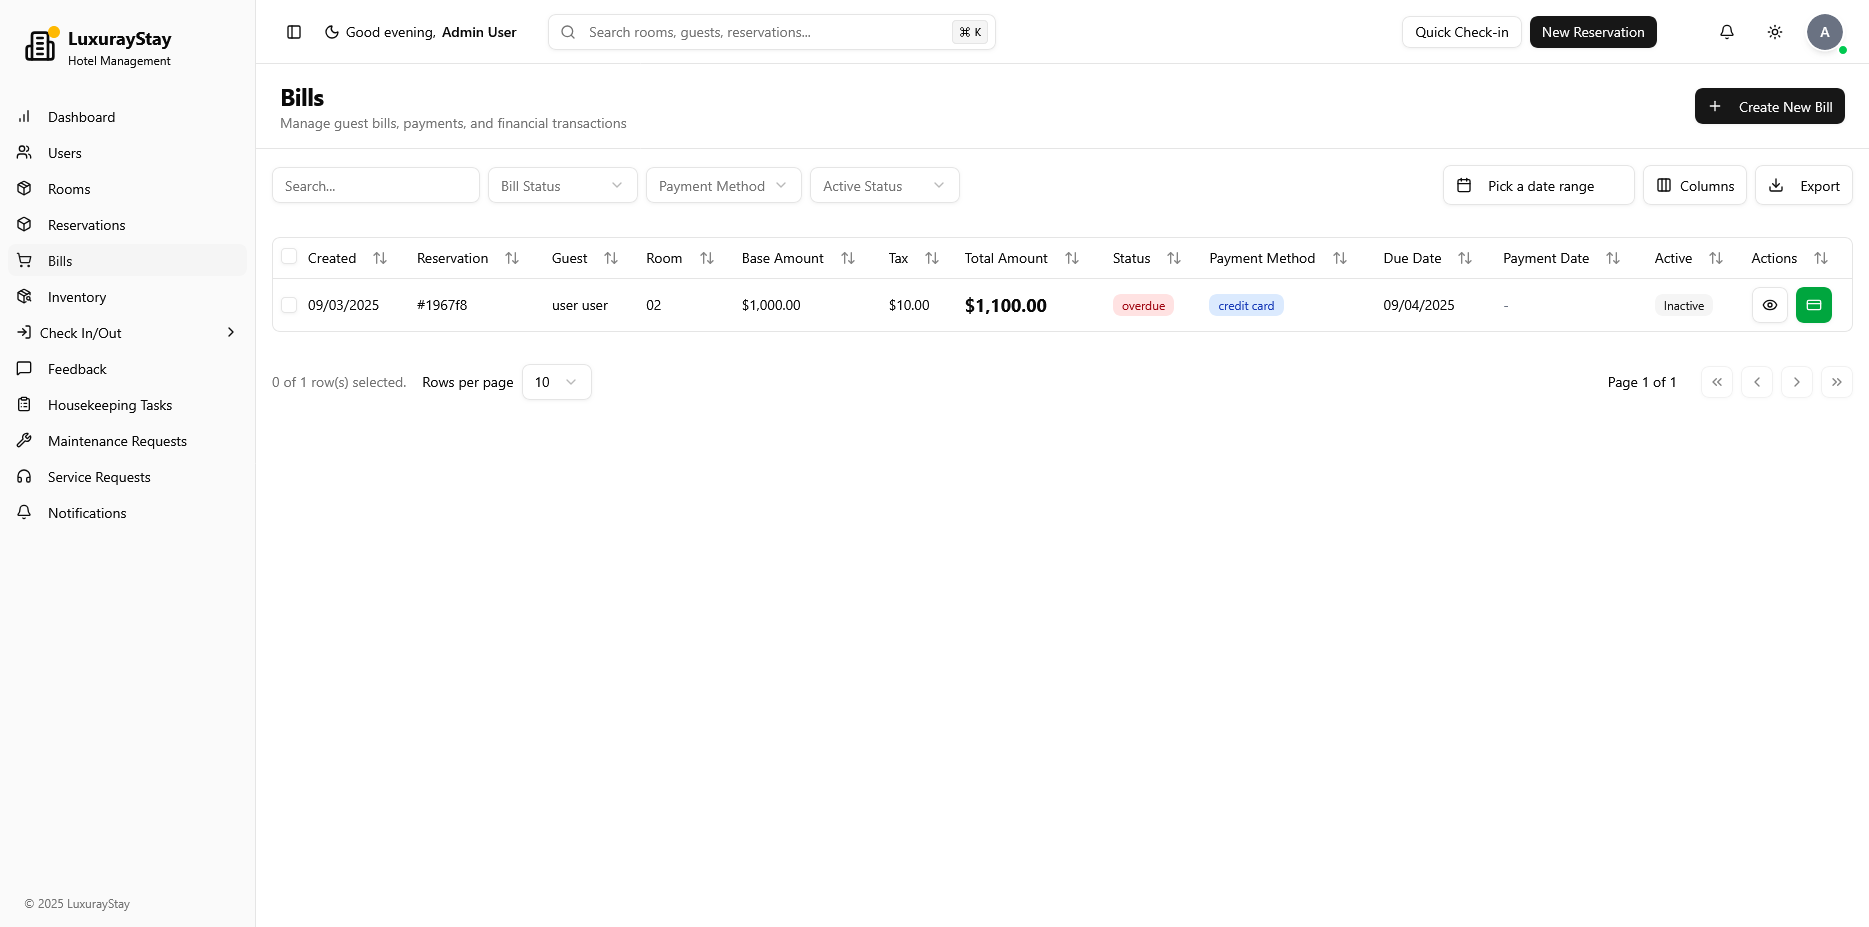 LuxurayStay
Hotel Management
Dashboard
Users
Rooms
Reservations
Bills
Inventory
Check In/Out
Feedback
Housekeeping Tasks
Maintenance Requests
Service Requests
Notifications
© 2025 LuxurayStay
Good evening, Admin User
Search rooms, guests, reservations...
⌘ K
Quick Check-in
New Reservation
A
Bills
Manage guest bills, payments, and financial transactions
Create New Bill
Search...
Bill Status
Payment Method
Active Status
Pick a date range
Columns
Export
Created Reservation Guest Room Base Amount Tax Total Amount Status Payment Method Due Date Payment Date Active Actions
09/03/2025 #1967f8 user user 02 $1,000.00 $10.00 $1,100.00 overdue credit card 09/04/2025 - Inactive
0 of 1 row(s) selected. Rows per page 10
Page 1 of 1